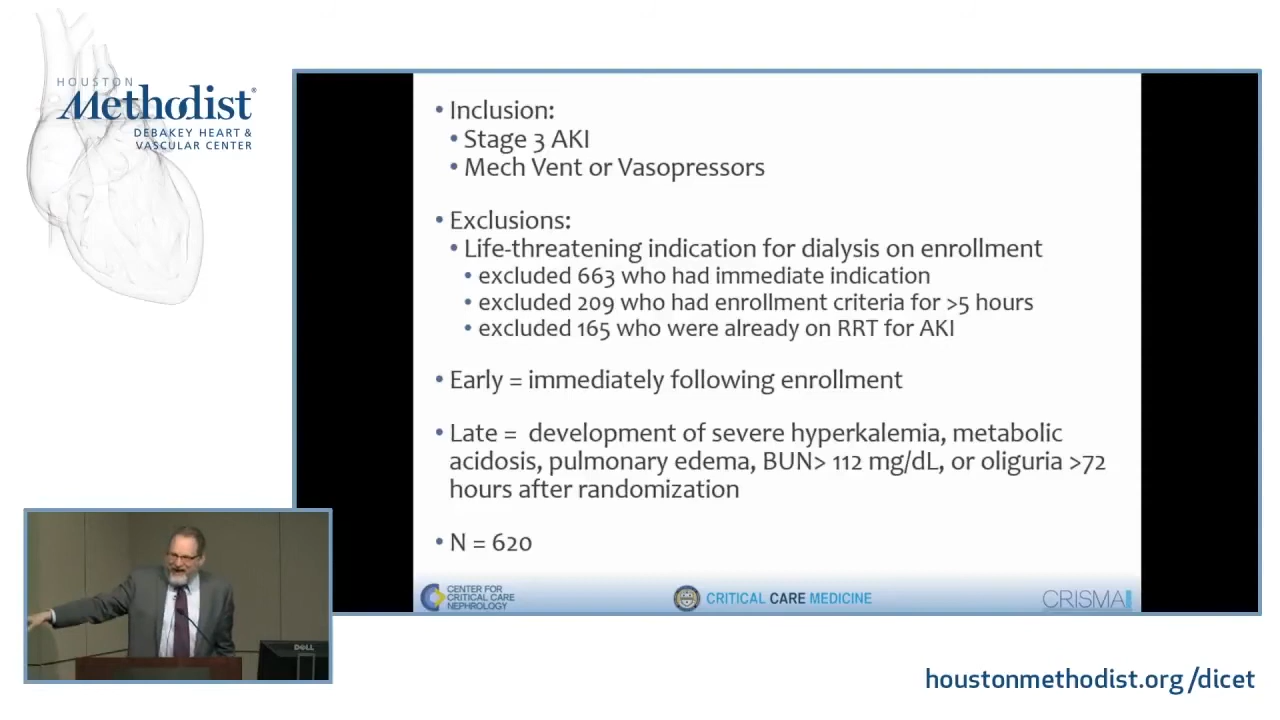 HOUSTON
Methodist®
DEBAKEY HEART &
VASCULAR CENTER
• Inclusion:
• Stage 3 AKI
• Mech Vent or Vasopressors
• Exclusions:
• Life-threatening indication for dialysis on enrollment
• excluded 663 who had immediate indication
• excluded 209 who had enrollment criteria for >5 hours
• excluded 165 who were already on RRT for AKI
• Early = immediately following enrollment
• Late = development of severe hyperkalemia, metabolic
acidosis, pulmonary edema, BUN> 112 mg/dL, or oliguria >72
hours after randomization
• N = 620
CENTER FOR
CRITICAL CARE
NEPHROLOGY
CRITICAL CARE MEDICINE
CRISMA
DELL
houstonmethodist.org/dicet